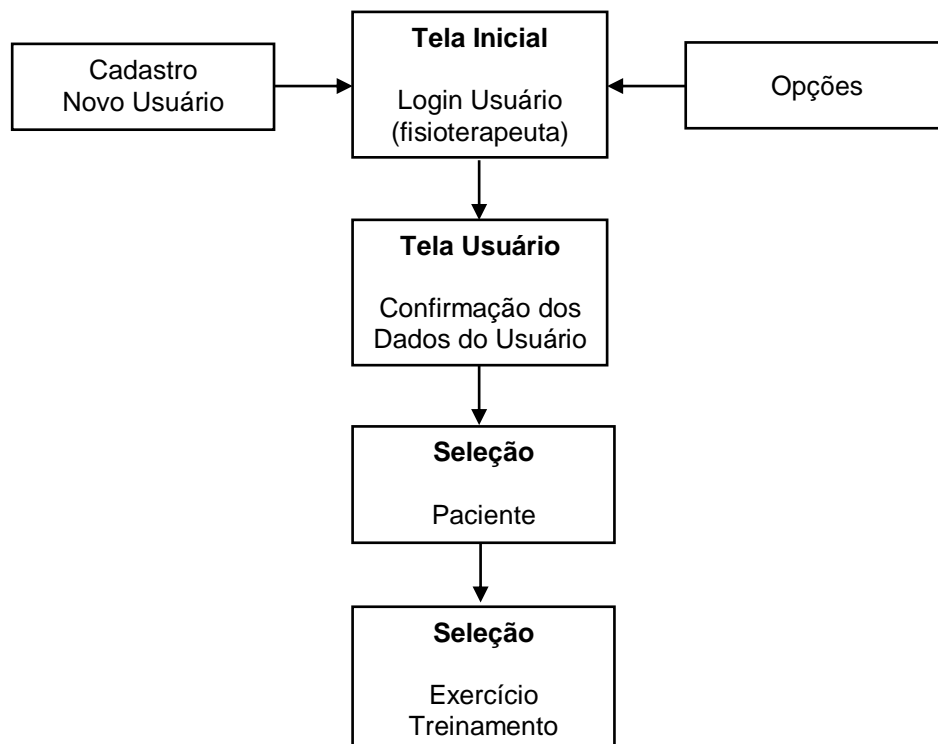 Tela Inicial
Login Usuário
(fisioterapeuta)
Cadastro
Novo Usuário
Opções
Tela Usuário
Confirmação dos
Dados do Usuário
Seleção
Paciente
Seleção
Exercício
Treinamento